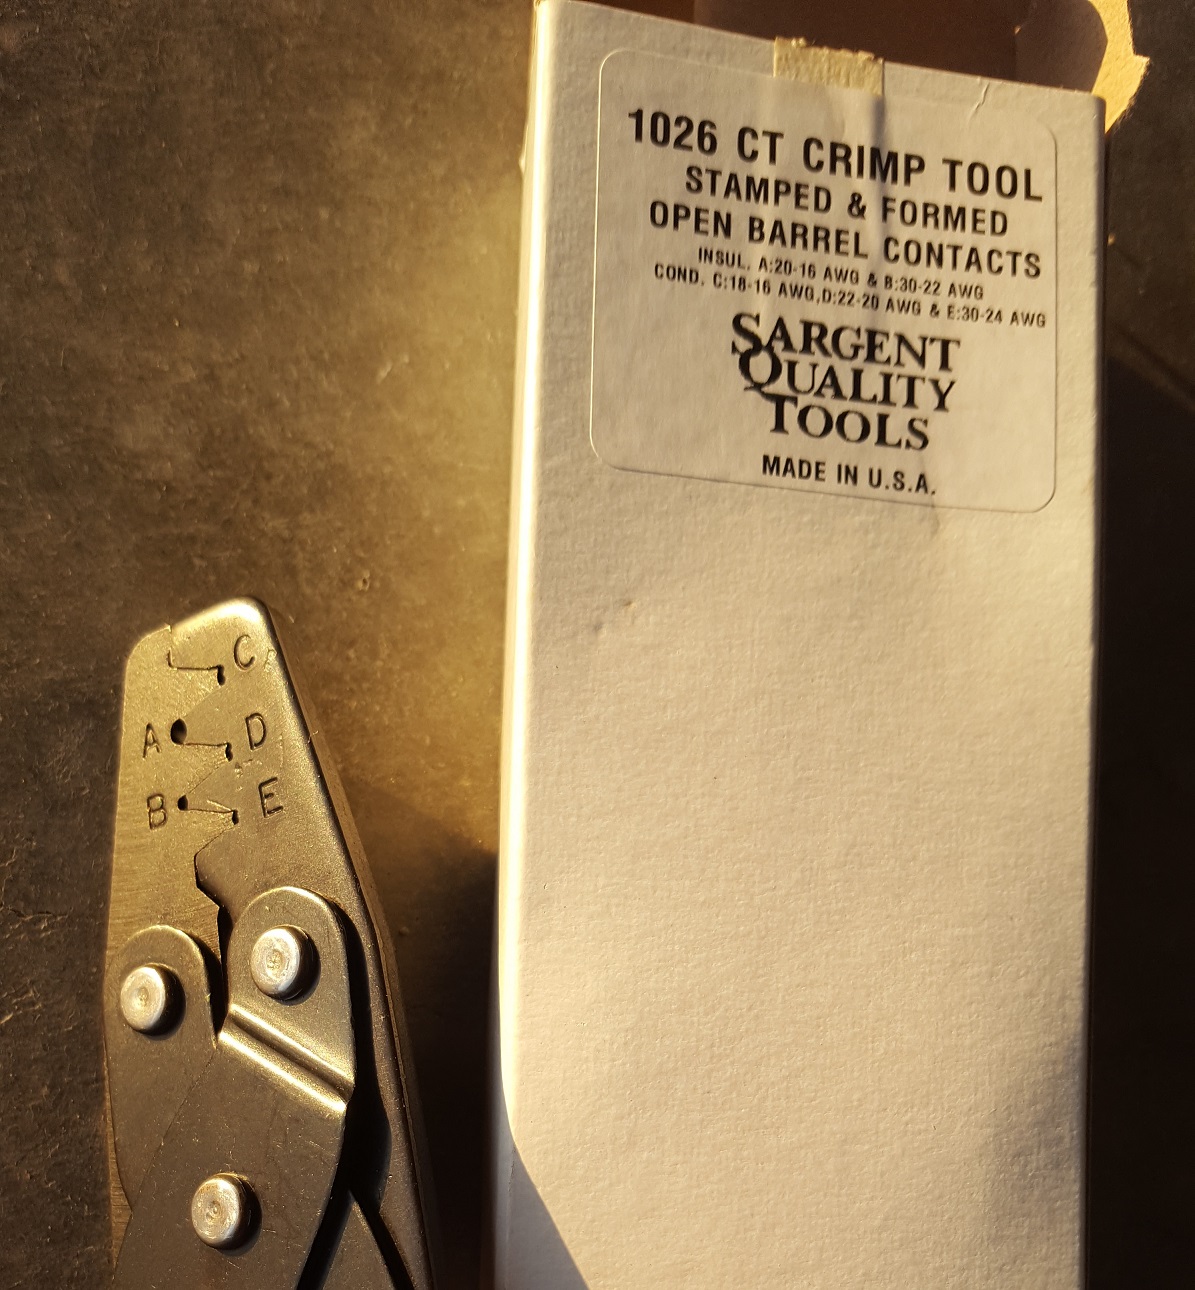 1026 CT CRIMP TOOL
STAMPED & FORMED
OPEN BARREL CONTACTS
INSUL. A:20-16 AWG & B:30-22 AWG
COND. C:18-16 AWG,D:22-20 AWG & E:30-24 AWG
SARGENT
QUALITY
TOOLS
MADE IN U.S.A.
C
A D
B E